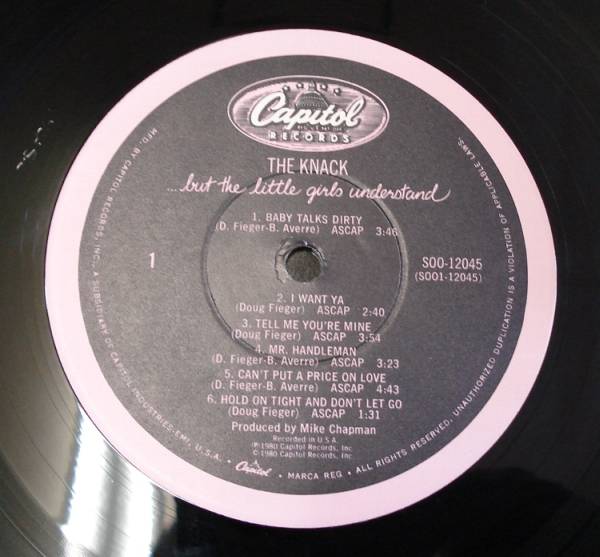 Capitol
RECORDS
THE KNACK
...but the little girls understand
1. BABY TALKS DIRTY
(D. Fieger-B. Averre) ASCAP 3:46
1
SOO-12045
(SOO1-12045)
2. I WANT YA
(Doug Fieger) ASCAP 2:40
3. TELL ME YOU'RE MINE
(Doug Fieger) ASCAP 3:54
4. MR. HANDLEMAN
(D. Fieger-B. Averre) ASCAP 3:23
5. CAN'T PUT A PRICE ON LOVE
(D. Fieger-B. Averre) ASCAP 4:43
6. HOLD ON TIGHT AND DON'T LET GO
(Doug Fieger) ASCAP 1:31
Produced by Mike Chapman
Recorded in U.S.A.
℗1980 Capitol Records, Inc.
©1980 Capitol Records, Inc.
MFD. BY CAPITOL RECORDS, INC., A SUBSIDIARY OF CAPITOL INDUSTRIES-EMI, U.S.A. • Capitol • MARCA REG • ALL RIGHTS RESERVED. UNAUTHORIZED DUPLICATION IS A VIOLATION OF APPLICABLE LAWS.